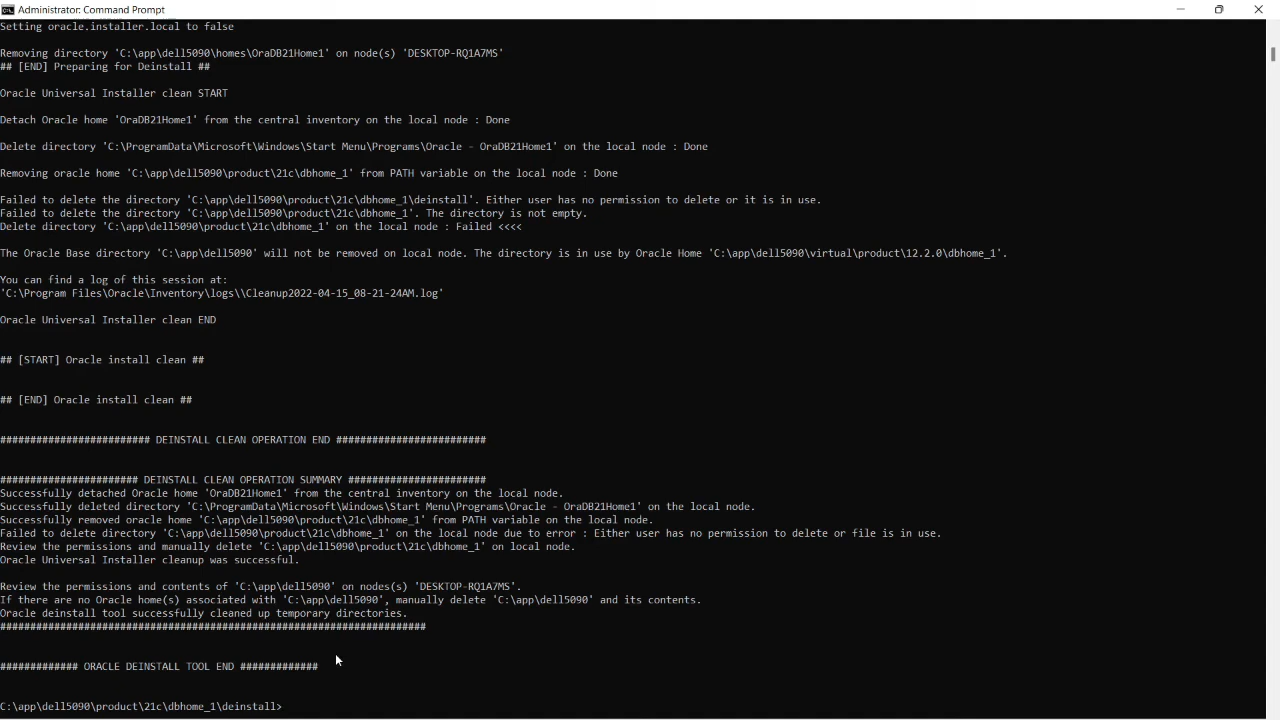 Administrator: Command Prompt
Setting oracle.installer.local to false
Removing directory 'C:\app\dell5090\homes\OraDB21Home1' on node(s) 'DESKTOP-RQ1A7MS'
## [END] Preparing for Deinstall ##
Oracle Universal Installer clean START
Detach Oracle home 'OraDB21Home1' from the central inventory on the local node : Done
Delete directory 'C:\ProgramData\Microsoft\Windows\Start Menu\Programs\Oracle - OraDB21Home1' on the local node : Done
Removing oracle home 'C:\app\dell5090\product\21c\dbhome_1' from PATH variable on the local node : Done
Failed to delete the directory 'C:\app\dell5090\product\21c\dbhome_1\deinstall'. Either user has no permission to delete or it is in use.
Failed to delete the directory 'C:\app\dell5090\product\21c\dbhome_1'. The directory is not empty.
Delete directory 'C:\app\dell5090\product\21c\dbhome_1' on the local node : Failed <<<<
The Oracle Base directory 'C:\app\dell5090' will not be removed on local node. The directory is in use by Oracle Home 'C:\app\dell5090\virtual\product\12.2.0\dbhome_1'.
You can find a log of this session at:
'C:\Program Files\Oracle\Inventory\logs\\Cleanup2022-04-15_08-21-24AM.log'
Oracle Universal Installer clean END
## [START] Oracle install clean ##
## [END] Oracle install clean ##
######################### DEINSTALL CLEAN OPERATION END #########################
####################### DEINSTALL CLEAN OPERATION SUMMARY #######################
Successfully detached Oracle home 'OraDB21Home1' from the central inventory on the local node.
Successfully deleted directory 'C:\ProgramData\Microsoft\Windows\Start Menu\Programs\Oracle - OraDB21Home1' on the local node.
Successfully removed oracle home 'C:\app\dell5090\product\21c\dbhome_1' from PATH variable on the local node.
Failed to delete directory 'C:\app\dell5090\product\21c\dbhome_1' on the local node due to error : Either user has no permission to delete or file is in use.
Review the permissions and manually delete 'C:\app\dell5090\product\21c\dbhome_1' on local node.
Oracle Universal Installer cleanup was successful.
Review the permissions and contents of 'C:\app\dell5090' on nodes(s) 'DESKTOP-RQ1A7MS'.
If there are no Oracle home(s) associated with 'C:\app\dell5090', manually delete 'C:\app\dell5090' and its contents.
Oracle deinstall tool successfully cleaned up temporary directories.
#######################################################################
############# ORACLE DEINSTALL TOOL END #############
C:\app\dell5090\product\21c\dbhome_1\deinstall>